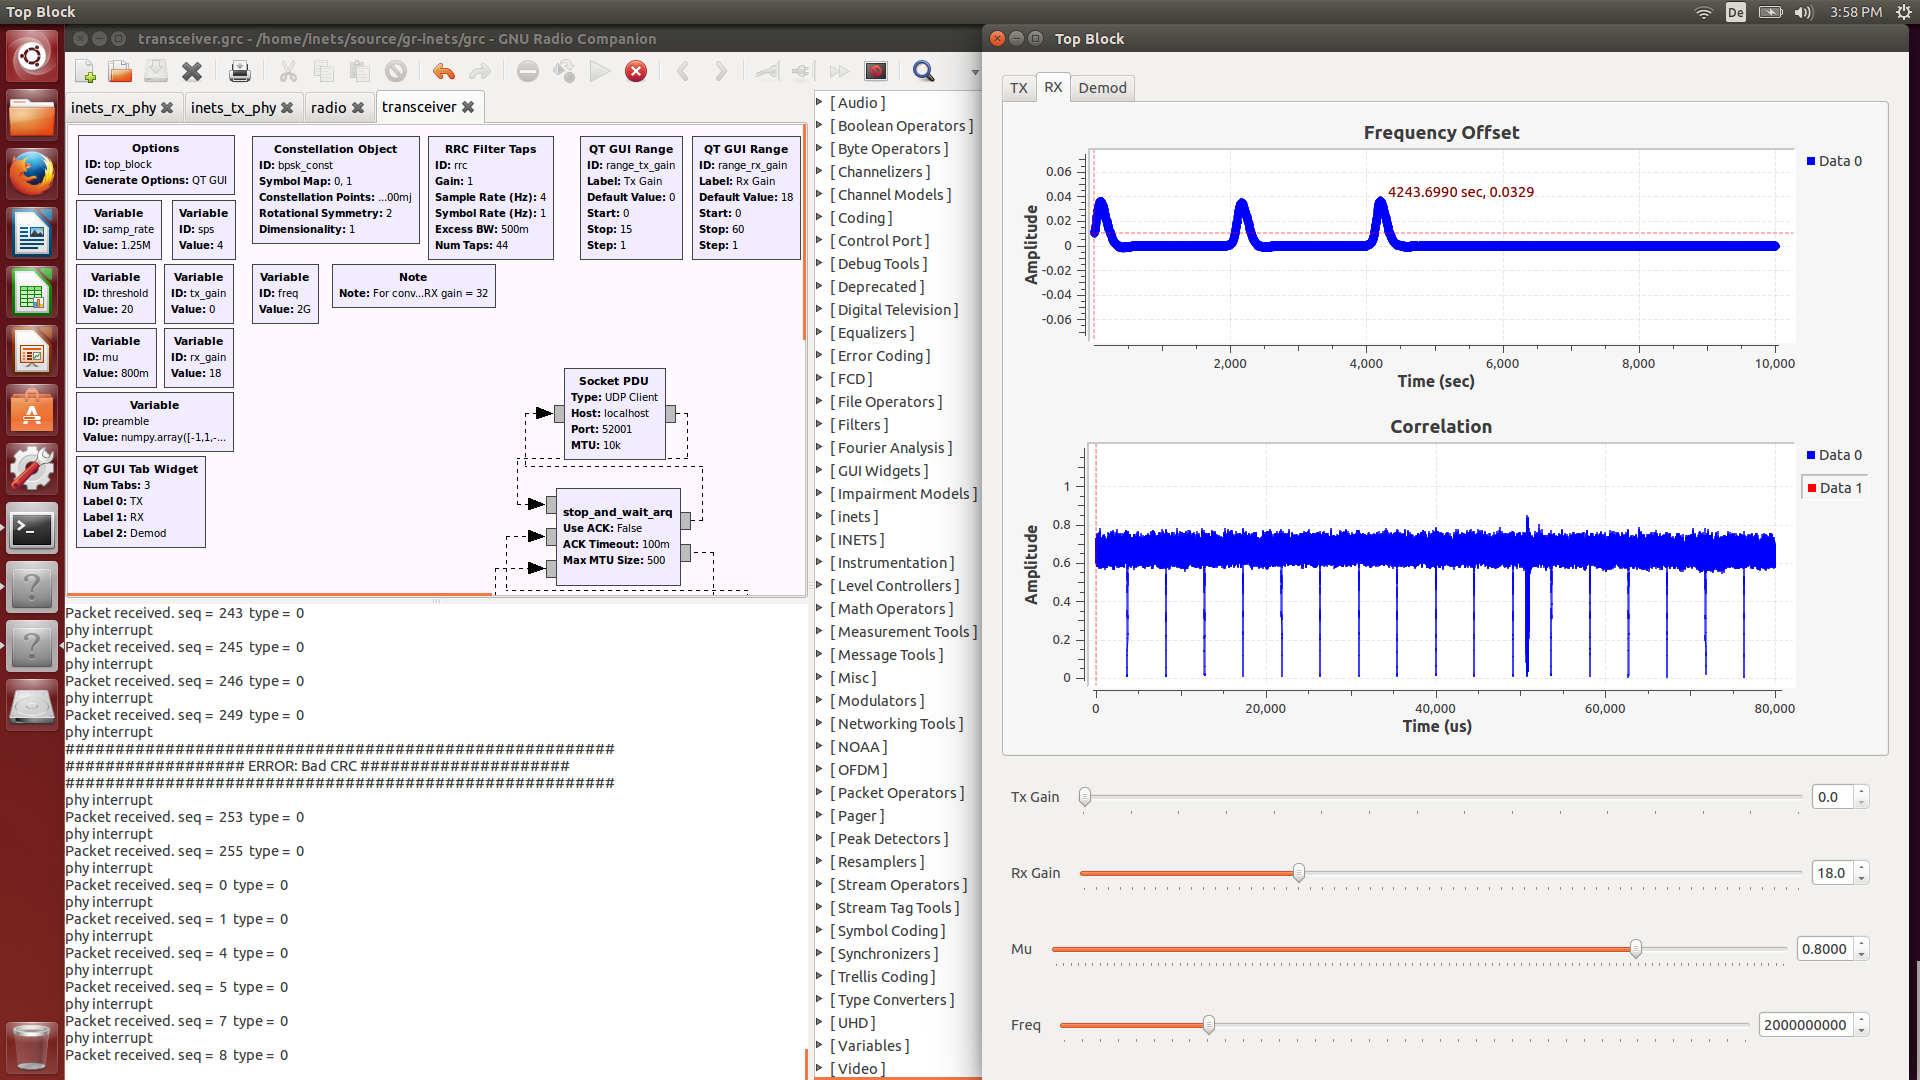 Top Block
De
3:58 PM
transceiver.grc - /home/inets/source/gr-inets/grc - GNU Radio Companion
inets_rx_phy
inets_tx_phy
radio
transceiver
Options
ID: top_block
Generate Options: QT GUI
Constellation Object
ID: bpsk_const
Symbol Map: 0, 1
Constellation Points: ...00mj
Rotational Symmetry: 2
Dimensionality: 1
RRC Filter Taps
ID: rrc
Gain: 1
Sample Rate (Hz): 4
Symbol Rate (Hz): 1
Excess BW: 500m
Num Taps: 44
QT GUI Range
ID: range_tx_gain
Label: Tx Gain
Default Value: 0
Start: 0
Stop: 15
Step: 1
QT GUI Range
ID: range_rx_gain
Label: Rx Gain
Default Value: 18
Start: 0
Stop: 60
Step: 1
Variable
ID: samp_rate
Value: 1.25M
Variable
ID: sps
Value: 4
Variable
ID: threshold
Value: 20
Variable
ID: tx_gain
Value: 0
Variable
ID: freq
Value: 2G
Note
Note: For conv...RX gain = 32
Variable
ID: mu
Value: 800m
Variable
ID: rx_gain
Value: 18
Variable
ID: preamble
Value: numpy.array([-1,1,-...
QT GUI Tab Widget
Num Tabs: 3
Label 0: TX
Label 1: RX
Label 2: Demod
Socket PDU
Type: UDP Client
Host: localhost
Port: 52001
MTU: 10k
stop_and_wait_arq
Use ACK: False
ACK Timeout: 100m
Max MTU Size: 500
Packet received. seq = 243 type = 0
phy interrupt
Packet received. seq = 245 type = 0
phy interrupt
Packet received. seq = 246 type = 0
phy interrupt
Packet received. seq = 249 type = 0
phy interrupt
#######################################################
################## ERROR: Bad CRC #####################
#######################################################
phy interrupt
Packet received. seq = 253 type = 0
phy interrupt
Packet received. seq = 255 type = 0
phy interrupt
Packet received. seq = 0 type = 0
phy interrupt
Packet received. seq = 1 type = 0
phy interrupt
Packet received. seq = 4 type = 0
phy interrupt
Packet received. seq = 5 type = 0
phy interrupt
Packet received. seq = 7 type = 0
phy interrupt
Packet received. seq = 8 type = 0
[ Audio ]
[ Boolean Operators ]
[ Byte Operators ]
[ Channelizers ]
[ Channel Models ]
[ Coding ]
[ Control Port ]
[ Debug Tools ]
[ Deprecated ]
[ Digital Television ]
[ Equalizers ]
[ Error Coding ]
[ FCD ]
[ File Operators ]
[ Filters ]
[ Fourier Analysis ]
[ GUI Widgets ]
[ Impairment Models ]
[ inets ]
[ INETS ]
[ Instrumentation ]
[ Level Controllers ]
[ Math Operators ]
[ Measurement Tools ]
[ Message Tools ]
[ Misc ]
[ Modulators ]
[ Networking Tools ]
[ NOAA ]
[ OFDM ]
[ Packet Operators ]
[ Pager ]
[ Peak Detectors ]
[ Resamplers ]
[ Stream Operators ]
[ Stream Tag Tools ]
[ Symbol Coding ]
[ Synchronizers ]
[ Trellis Coding ]
[ Type Converters ]
[ UHD ]
[ Variables ]
[ Video ]
Top Block
TX
RX
Demod
Frequency Offset
Data 0
4243.6990 sec, 0.0329
Amplitude
0.06
0.04
0.02
0
-0.02
-0.04
-0.06
2,000
4,000
6,000
8,000
10,000
Time (sec)
Correlation
Data 0
Data 1
Amplitude
1
0.8
0.6
0.4
0.2
0
0
20,000
40,000
60,000
80,000
Time (us)
Tx Gain
0.0
Rx Gain
18.0
Mu
0.8000
Freq
2000000000